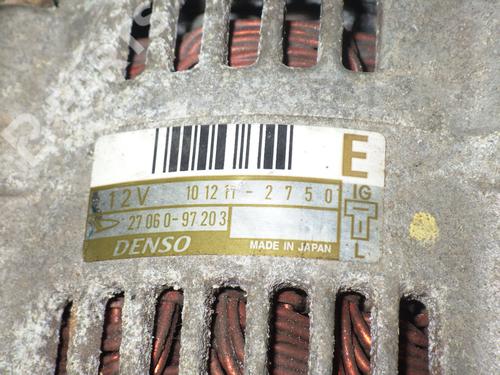 E
12V 101211-2750
IG
27060-97203
L
DENSO MADE IN JAPAN